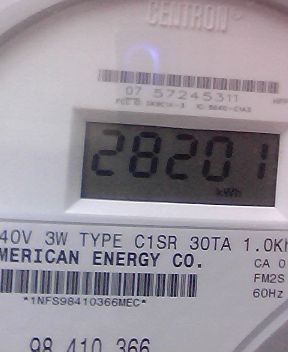 CENTRON®
07 57245311
28201
kWh
40V 3W TYPE C1SR 30TA 1.0Kh
MERICAN ENERGY CO.
CA 0
FM2S
60Hz
*1NFS98410366MEC*
98 410 366